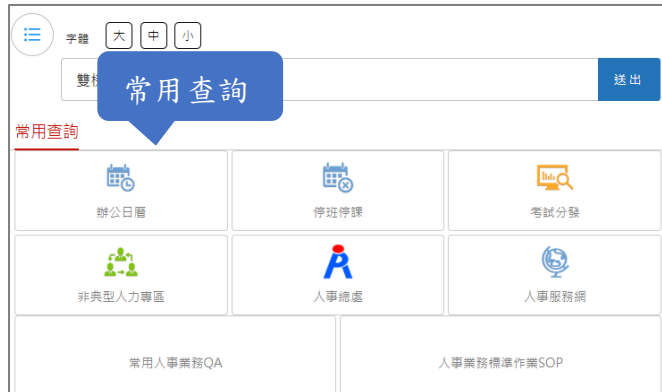 字體 大 中 小
雙
送出
常用查詢
常用查詢
辦公日曆 停班停課 考試分發
非典型人力專區 人事總處 人事服務網
常用人事業務QA 人事業務標準作業SOP